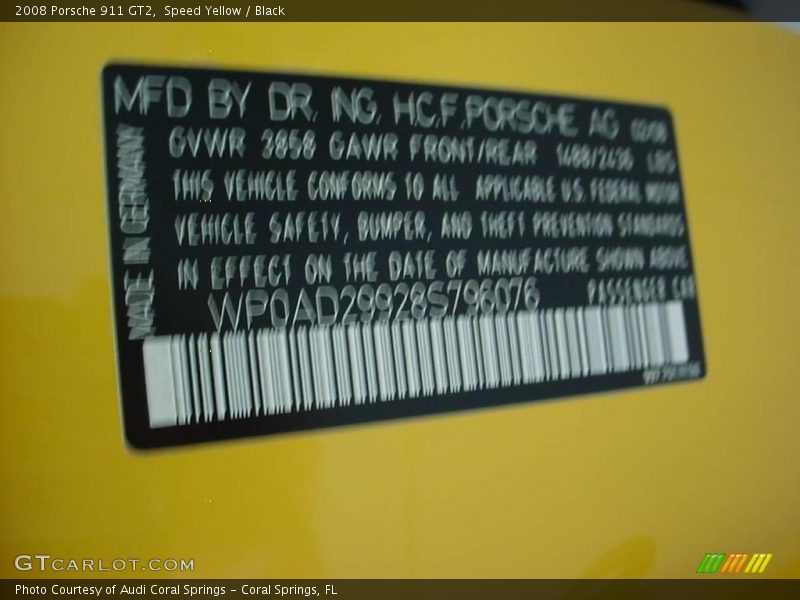 2008 Porsche 911 GT2,  Speed Yellow / Black
MFD BY DR. ING. H.C.F. PORSCHE AG 02/08
GVWR 3858 GAWR FRONT/REAR 1488/2436 LBS
THIS VEHICLE CONFORMS TO ALL APPLICABLE U.S. FEDERAL MOTOR
VEHICLE SAFETY, BUMPER, AND THEFT PREVENTION STANDARDS
IN EFFECT ON THE DATE OF MANUFACTURE SHOWN ABOVE
WP0AD29928S796076 PASSENGER CAR
MADE IN GERMANY
GTCARLOT.COM
Photo Courtesy of Audi Coral Springs - Coral Springs, FL